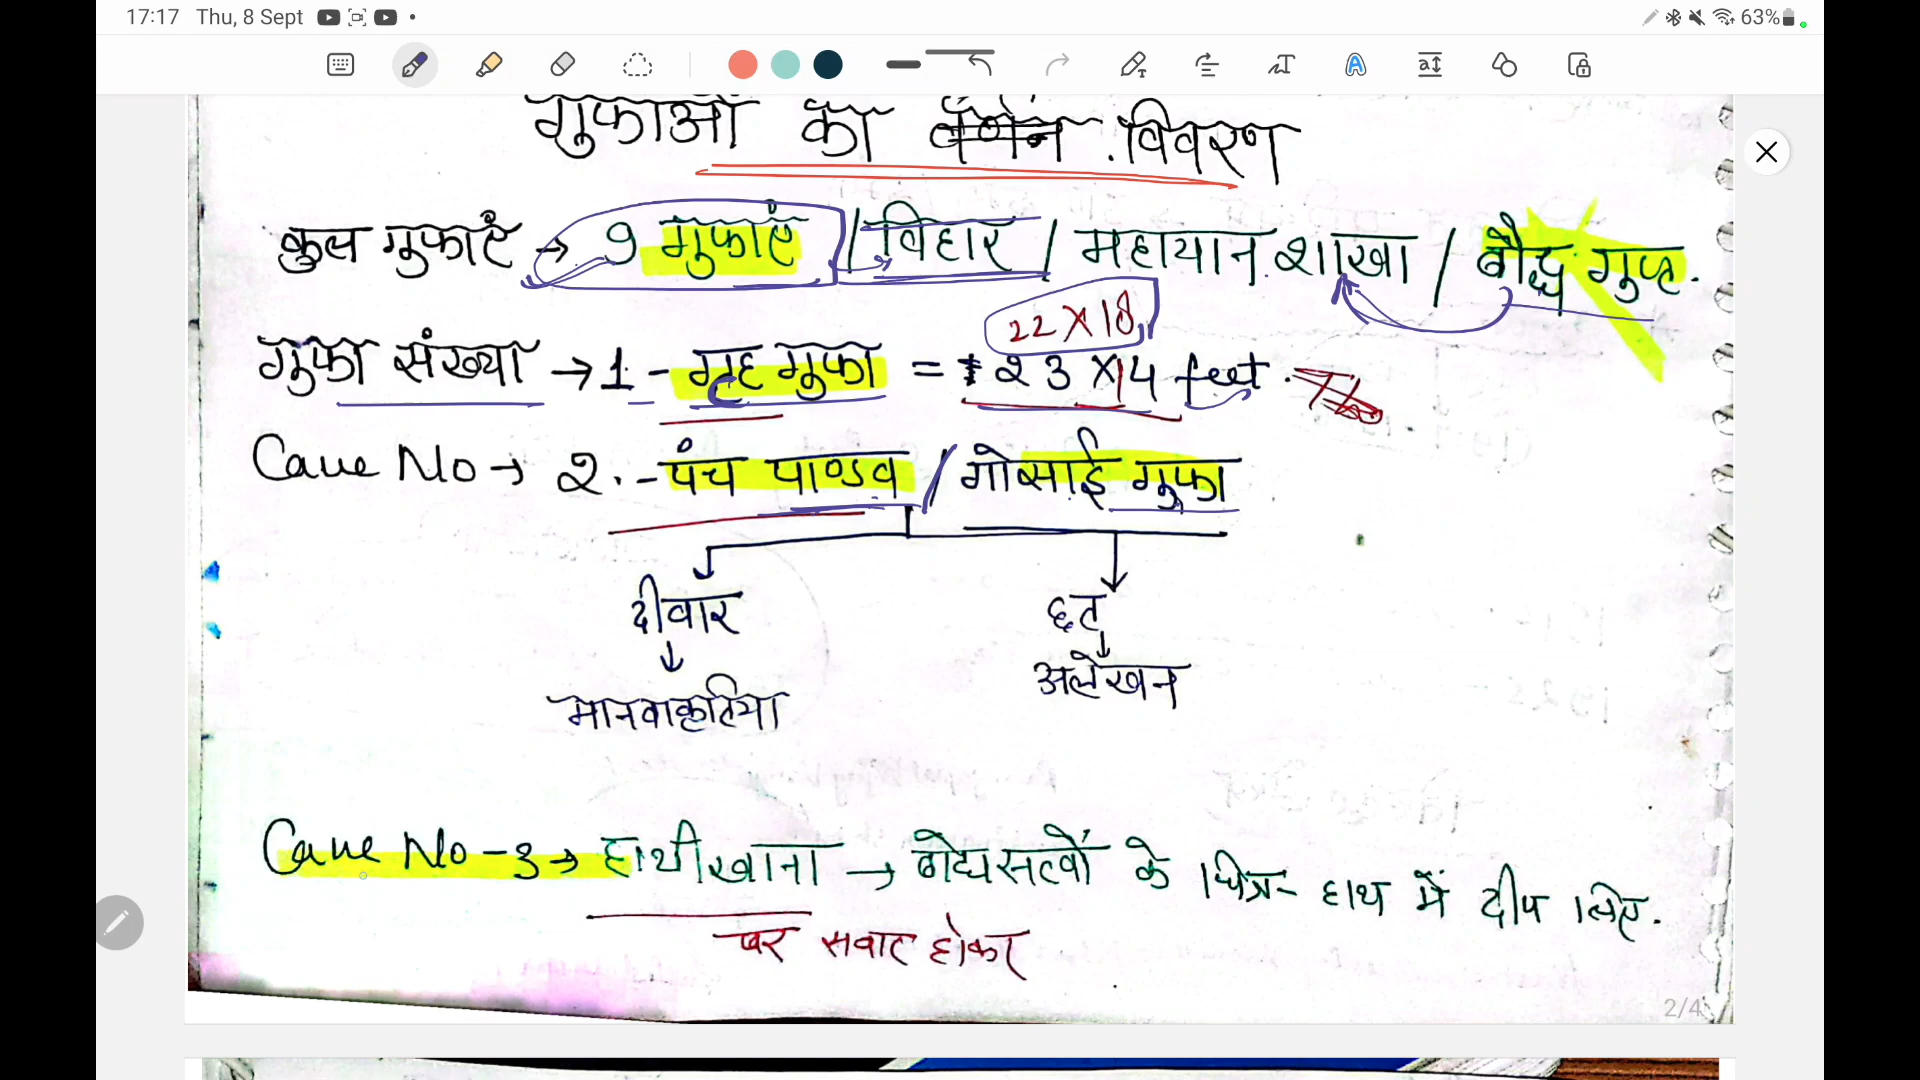 17:17 Thu, 8 Sept 63%
गुफाओं का वर्णन विवरण
कुल गुफाएँ → 9 गुफाएं / विहार / महायान शाखा / बौद्ध गुफा.
22 X 18
गुफा संख्या → 1 - गृह गुफा = 23 X 14 feet.
Cave No → 2. - पंच पाण्डव / गोसाई गुफा
दीवार छत
मानवाकृतिया अलेखन
Cave No - 3 → हाथीखाना → बोद्यसत्वों के चित्र - हाथ में दीप लिए.
पर सवार होकर
2/4